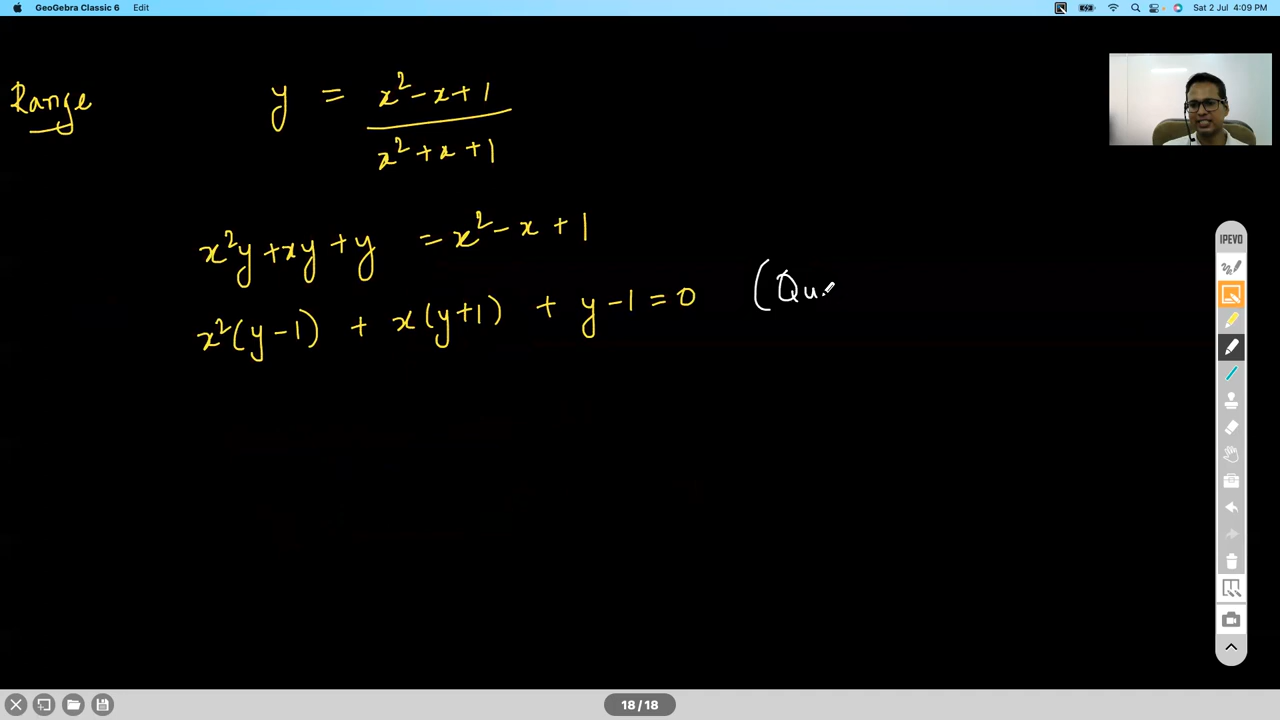 GeoGebra Classic 6 Edit Sat 2 Jul 4:09 PM
Range y = x²-x+1 / x²+x+1
x²y+xy+y = x²-x+1
x²(y-1) + x(y+1) + y-1=0 (Qu
IPEVO
18/18